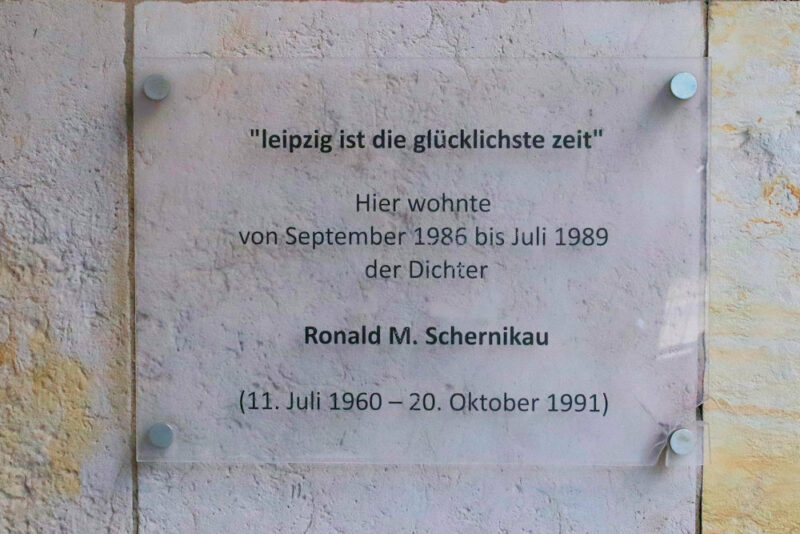 "leipzig ist die glücklichste zeit"
Hier wohnte
von September 1986 bis Juli 1989
der Dichter
Ronald M. Schernikau
(11. Juli 1960 – 20. Oktober 1991)